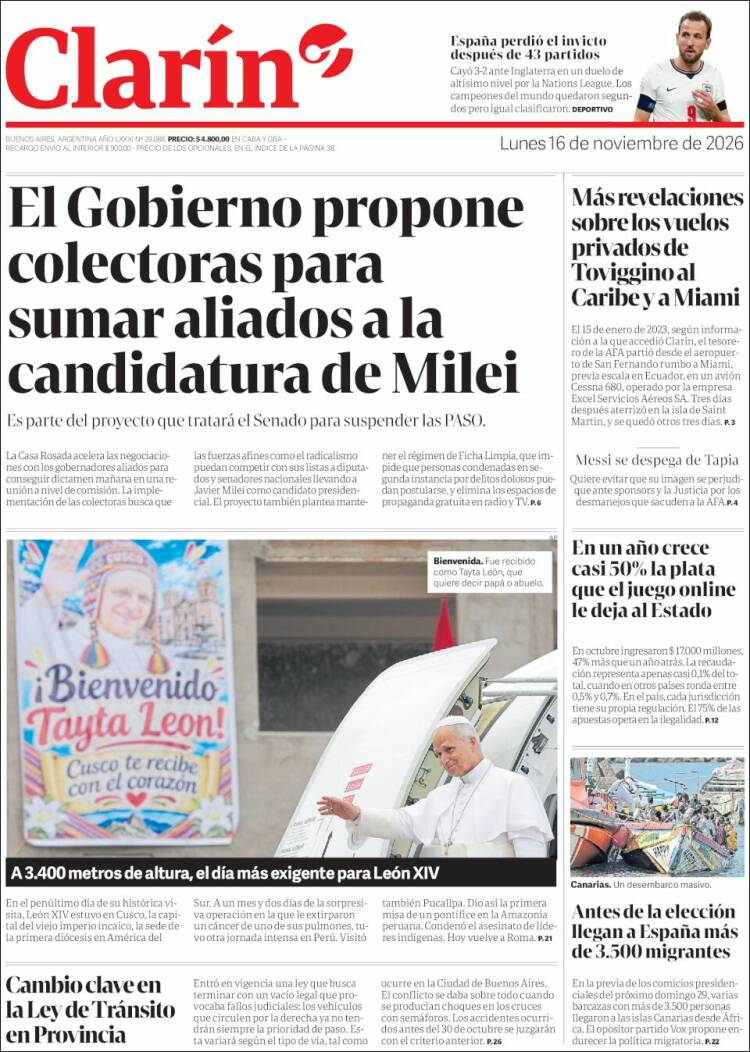 Clarín
España perdió el invicto
después de 43 partidos
Cayó 3-2 ante Inglaterra en un duelo de
altísimo nivel por la Nations League. Los
campeones del mundo quedaron segun-
dos pero igual clasificaron. DEPORTIVO
9
BUENOS AIRES, ARGENTINA AÑO LXXXI Nº 29.088. PRECIO: $ 4.800,00 EN CABA Y GBA -
RECARGO ENVÍO AL INTERIOR $ 900.00 - PRECIO DE LOS OPCIONALES, EN EL ÍNDICE DE LA PÁGINA 38.
Lunes 16 de noviembre de 2026
El Gobierno propone
colectoras para
sumar aliados a la
candidatura de Milei
Es parte del proyecto que tratará el Senado para suspender las PASO.
La Casa Rosada acelera las negociacio-
nes con los gobernadores aliados para
conseguir dictamen mañana en una re-
unión a nivel de comisión. La imple-
mentación de las colectoras busca que
las fuerzas afines como el radicalismo
puedan competir con sus listas a diputa-
dos y senadores nacionales llevando a
Javier Milei como candidato presiden-
cial. El proyecto también plantea mante-
ner el régimen de Ficha Limpia, que im-
pide que personas condenadas en se-
gunda instancia por delitos dolosos pue-
dan postularse, y elimina los espacios de
propaganda gratuita en radio y TV. P.6
Más revelaciones
sobre los vuelos
privados de
Toviggino al
Caribe y a Miami
El 15 de enero de 2023, según informa-
ción a la que accedió Clarín, el tesore-
ro de la AFA partió desde el aeropuer-
to de San Fernando rumbo a Miami,
previa escala en Ecuador, en un avión
Cessna 680, operado por la empresa
Excel Servicios Aéreos SA. Tres días
después aterrizó en la isla de Saint
Martin, y se quedó otros tres días. P.3
Messi se despega de Tapia
Quiere evitar que su imagen se perjudi-
que ante sponsors y la Justicia por los
desmanejos que sacuden a la AFA. P.4
En un año crece
casi 50% la plata
que el juego online
le deja al Estado
En octubre ingresaron $ 17.000 millones,
47% más que un año atrás. La recauda-
ción representa apenas casi 0,1% del to-
tal, cuando en otros países ronda entre
0,5% y 0,7%. En el país, cada jurisdicción
tiene su propia regulación. El 75% de las
apuestas opera en la ilegalidad. P.12
AP
Bienvenida. Fue recibido
como Tayta León, que
quiere decir papá o abuelo.
CUSCO
¡Bienvenido
Tayta Leon!
Cusco te recibe
con el corazón
A 3.400 metros de altura, el día más exigente para León XIV
En el penúltimo día de su histórica vi-
sita, León XIV estuvo en Cusco, la capi-
tal del viejo imperio incaico, la sede de
la primera diócesis en América del
Sur. A un mes y dos días de la sorpresi-
va operación en la que le extirparon
un cáncer de uno de sus pulmones, tu-
vo otra jornada intensa en Perú. Visitó
también Pucallpa. Dio así la primera
misa de un pontífice en la Amazonia
peruana. Condenó el asesinato de líde-
res indígenas. Hoy vuelve a Roma. P.21
Canarias. Un desembarco masivo.
Antes de la elección
llegan a España más
de 3.500 migrantes
En la previa de los comicios presiden-
ciales del próximo domingo 29, varias
barcazas con más de 3.500 personas
llegaron a las islas Canarias desde Áfri-
ca. El opositor partido Vox propone en-
durecer la política migratoria. P.22
Cambio clave en
la Ley de Tránsito
en Provincia
Entró en vigencia una ley que busca
terminar con un vacío legal que pro-
vocaba fallos judiciales: los vehículos
que circulen por la derecha ya no ten-
drán siempre la prioridad de paso. Es-
ta variará según el tipo de vía, tal como
ocurre en la Ciudad de Buenos Aires.
El conflicto se daba sobre todo cuando
se producían choques en los cruces
con semáforos. Los accidentes ocurri-
dos antes del 30 de octubre se juzgarán
con el criterio anterior. P.26